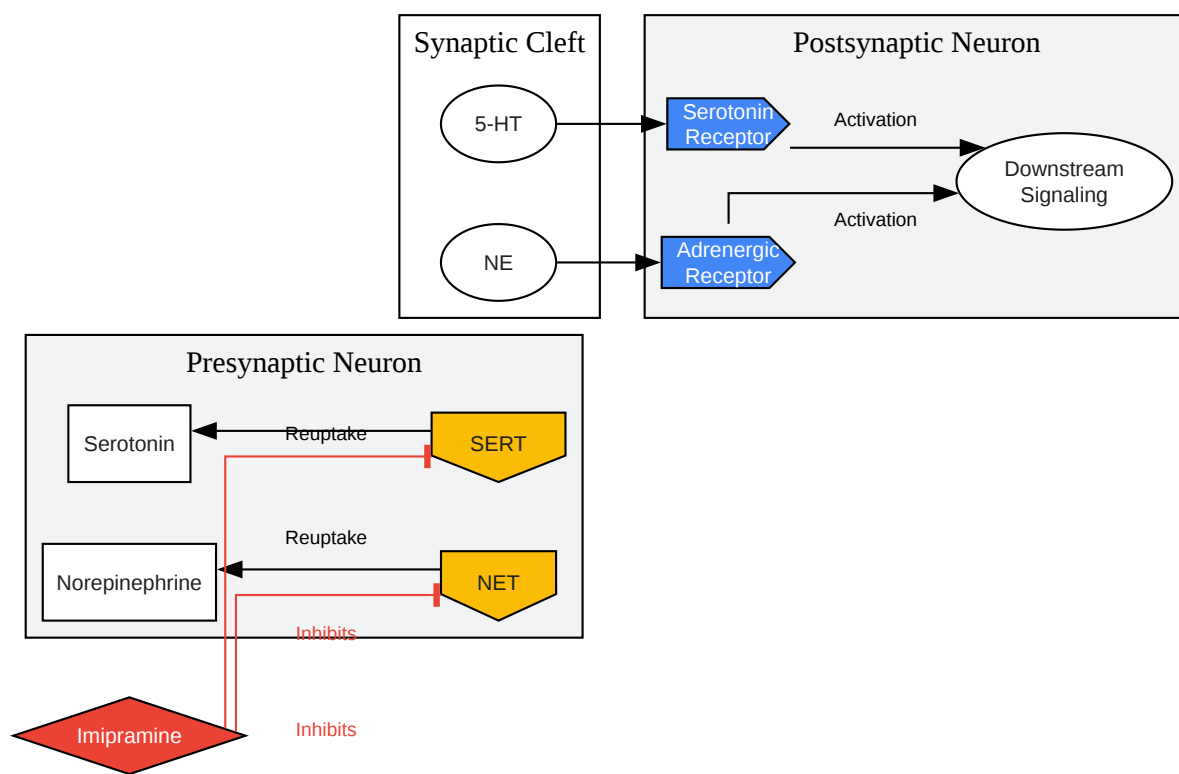 Synaptic Cleft
Postsynaptic Neuron
5-HT
Serotonin
Receptor
Activation
Downstream
Signaling
Activation
NE
Adrenergic
Receptor
Presynaptic Neuron
Serotonin
Reuptake
SERT
Reuptake
Norepinephrine
NET
Inhibits
Imipramine
Inhibits